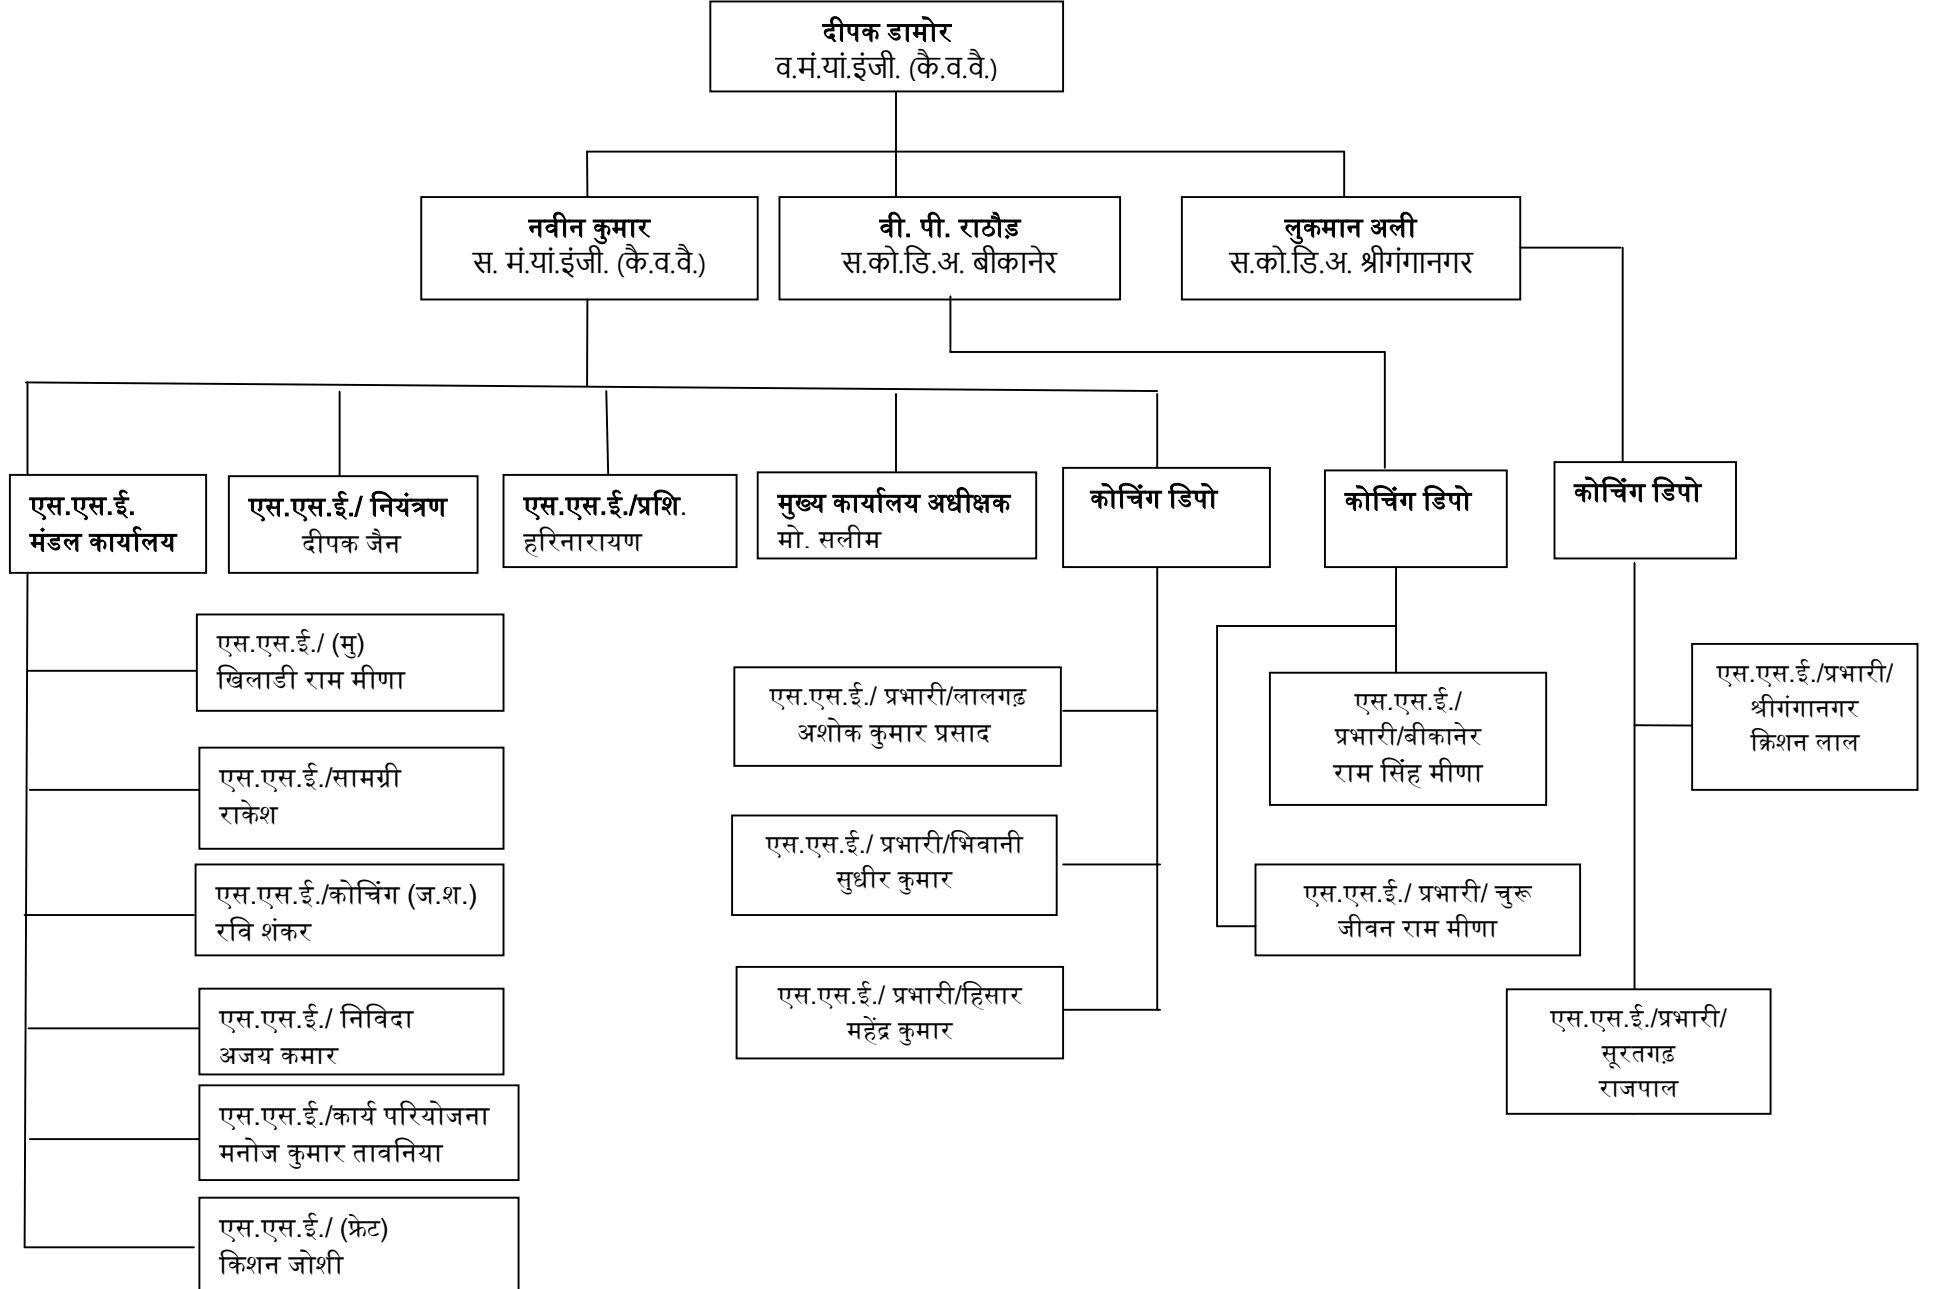 दीपक डामोर
व.मं.यां.इंजी. (कै.व.वै.)
नवीन कुमार
स. मं.यां.इंजी. (कै.व.वै.)
वी. पी. राठौड़
स.को.डि.अ. बीकानेर
लुकमान अली
स.को.डि.अ. श्रीगंगानगर
एस.एस.ई.
मंडल कार्यालय
एस.एस.ई./ नियंत्रण
दीपक जैन
एस.एस.ई./प्रशि.
हरिनारायण
मुख्य कार्यालय अधीक्षक
मो. सलीम
कोचिंग डिपो
कोचिंग डिपो
कोचिंग डिपो
एस.एस.ई./ (मु)
खिलाडी राम मीणा
एस.एस.ई./सामग्री
राकेश
एस.एस.ई./कोचिंग (ज.श.)
रवि शंकर
एस.एस.ई./ निविदा
अजय कमार
एस.एस.ई./कार्य परियोजना
मनोज कुमार तावनिया
एस.एस.ई./ (फ्रेट)
किशन जोशी
एस.एस.ई./ प्रभारी/लालगढ़
अशोक कुमार प्रसाद
एस.एस.ई./ प्रभारी/भिवानी
सुधीर कुमार
एस.एस.ई./ प्रभारी/हिसार
महेंद्र कुमार
एस.एस.ई./
प्रभारी/बीकानेर
राम सिंह मीणा
एस.एस.ई./ प्रभारी/ चुरू
जीवन राम मीणा
एस.एस.ई./प्रभारी/
श्रीगंगानगर
क्रिशन लाल
एस.एस.ई./प्रभारी/
सूरतगढ़
राजपाल